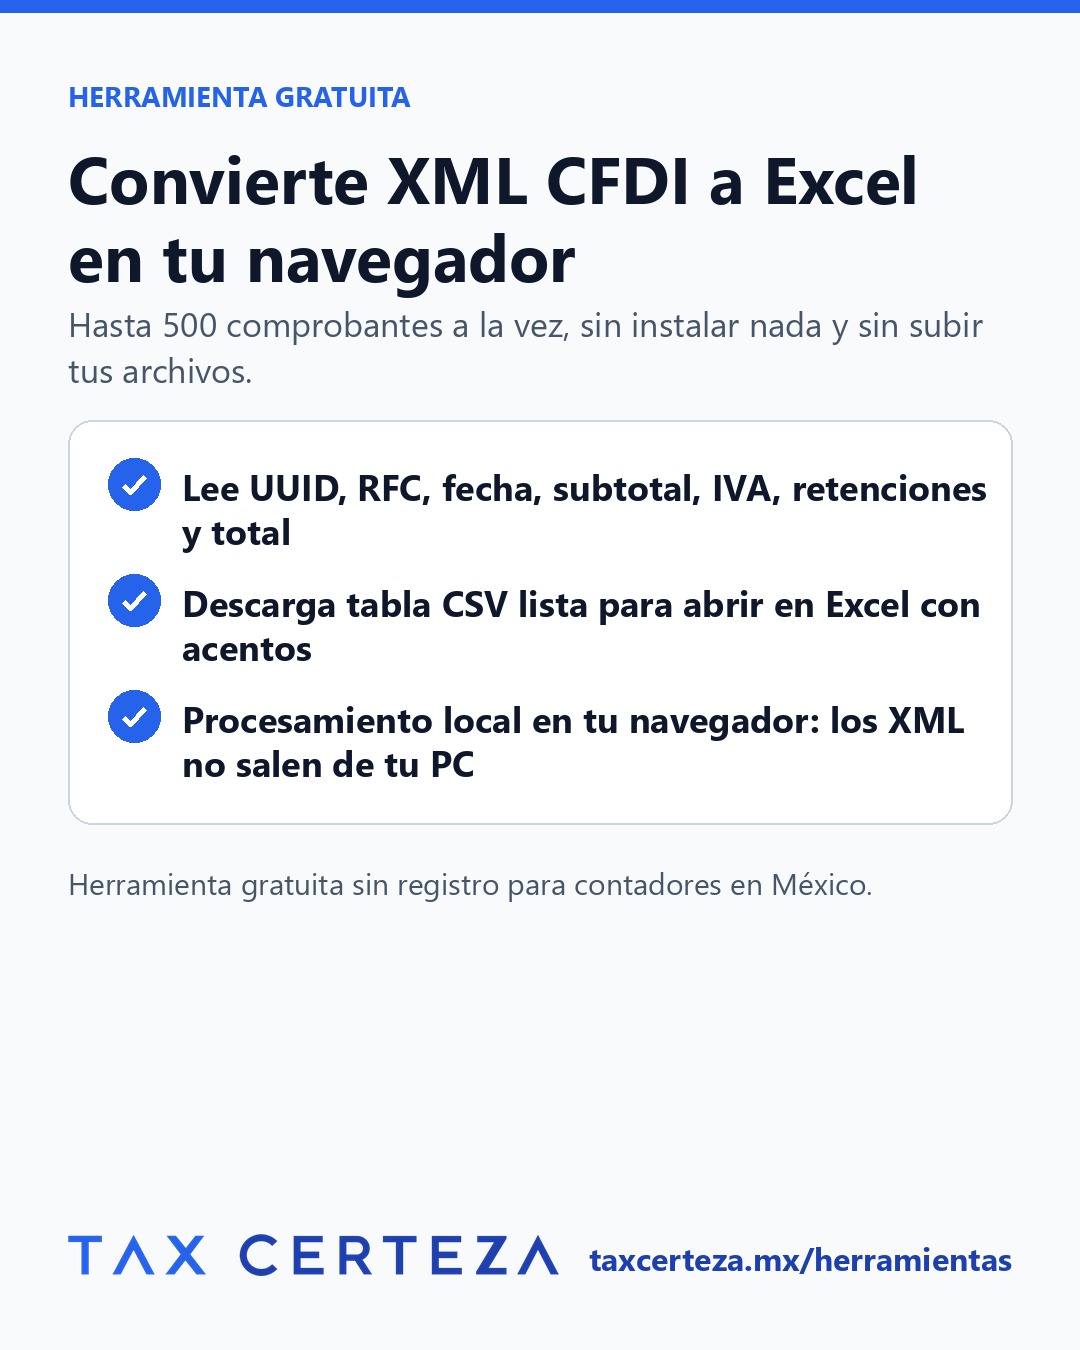 HERRAMIENTA GRATUITA
Convierte XML CFDI a Excel
en tu navegador
Hasta 500 comprobantes a la vez, sin instalar nada y sin subir
tus archivos.
Lee UUID, RFC, fecha, subtotal, IVA, retenciones
y total
Descarga tabla CSV lista para abrir en Excel con
acentos
Procesamiento local en tu navegador: los XML
no salen de tu PC
Herramienta gratuita sin registro para contadores en México.
TAX CERTEZA
taxcerteza.mx/herramientas